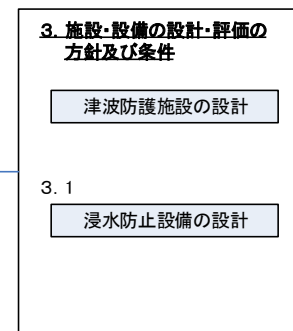 3. 施設・設備の設計・評価の
方針及び条件
津波防護施設の設計
3. 1
浸水防止設備の設計